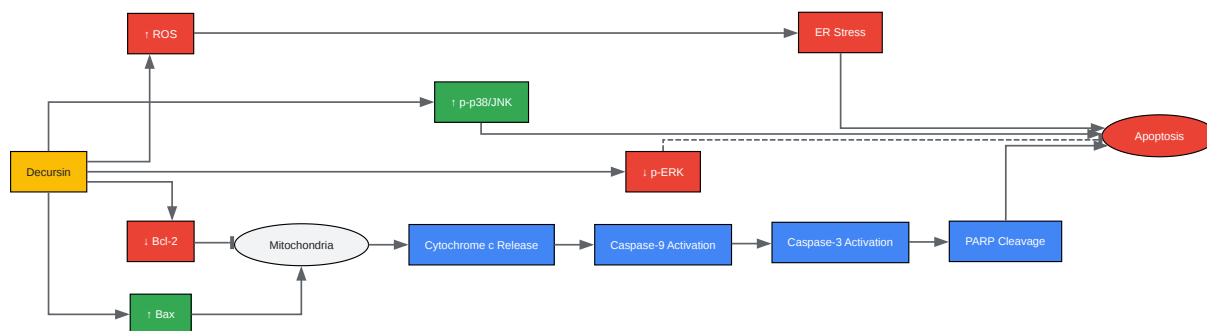 ↑ ROS
ER Stress
↑ p-p38/JNK
Apoptosis
Decursin
↓ p-ERK
↓ Bcl-2
Mitochondria
Cytochrome c Release
Caspase-9 Activation
Caspase-3 Activation
PARP Cleavage
↑ Bax